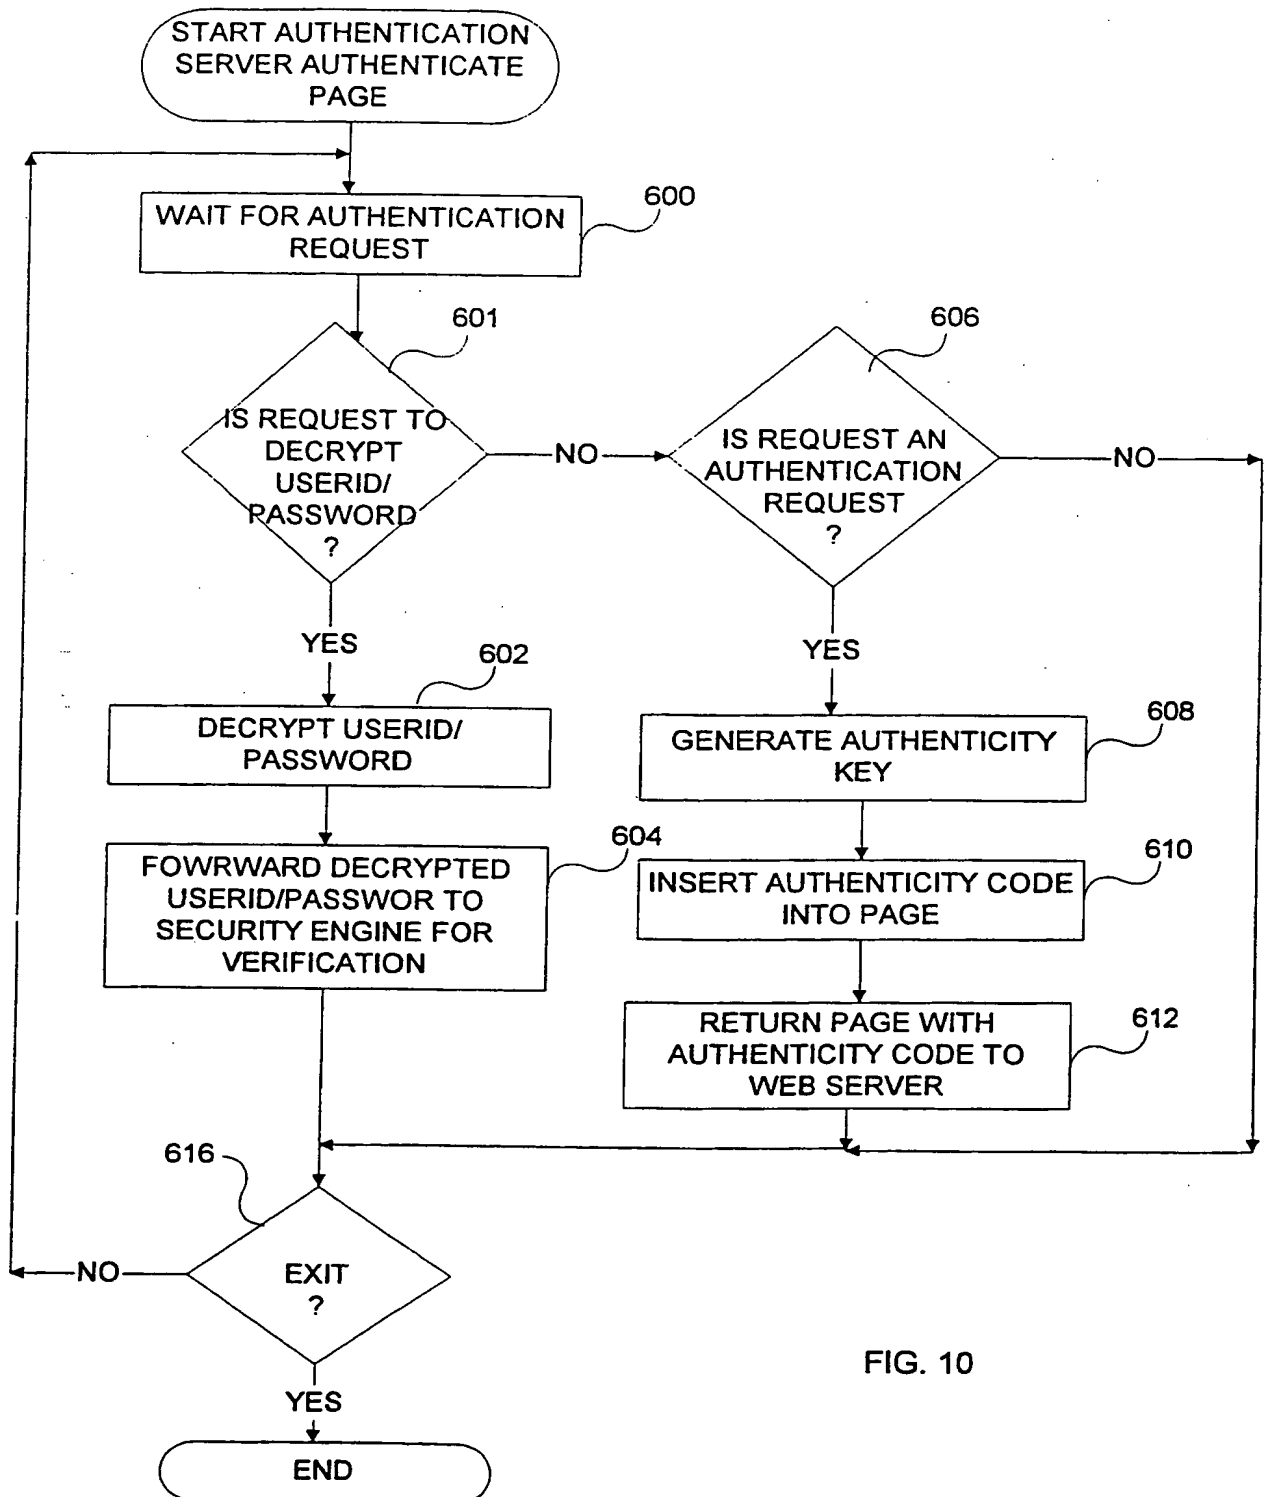 START AUTHENTICATION
SERVER AUTHENTICATE
PAGE
WAIT FOR AUTHENTICATION
REQUEST
600
601
IS REQUEST TO
DECRYPT
USERID/
PASSWORD
?
NO
606
IS REQUEST AN
AUTHENTICATION
REQUEST
?
NO
YES
YES
602
DECRYPT USERID/
PASSWORD
608
GENERATE AUTHENTICITY
KEY
604
FOWRWARD DECRYPTED
USERID/PASSWOR TO
SECURITY ENGINE FOR
VERIFICATION
610
INSERT AUTHENTICITY CODE
INTO PAGE
612
RETURN PAGE WITH
AUTHENTICITY CODE TO
WEB SERVER
616
EXIT
?
NO
YES
END
FIG. 10